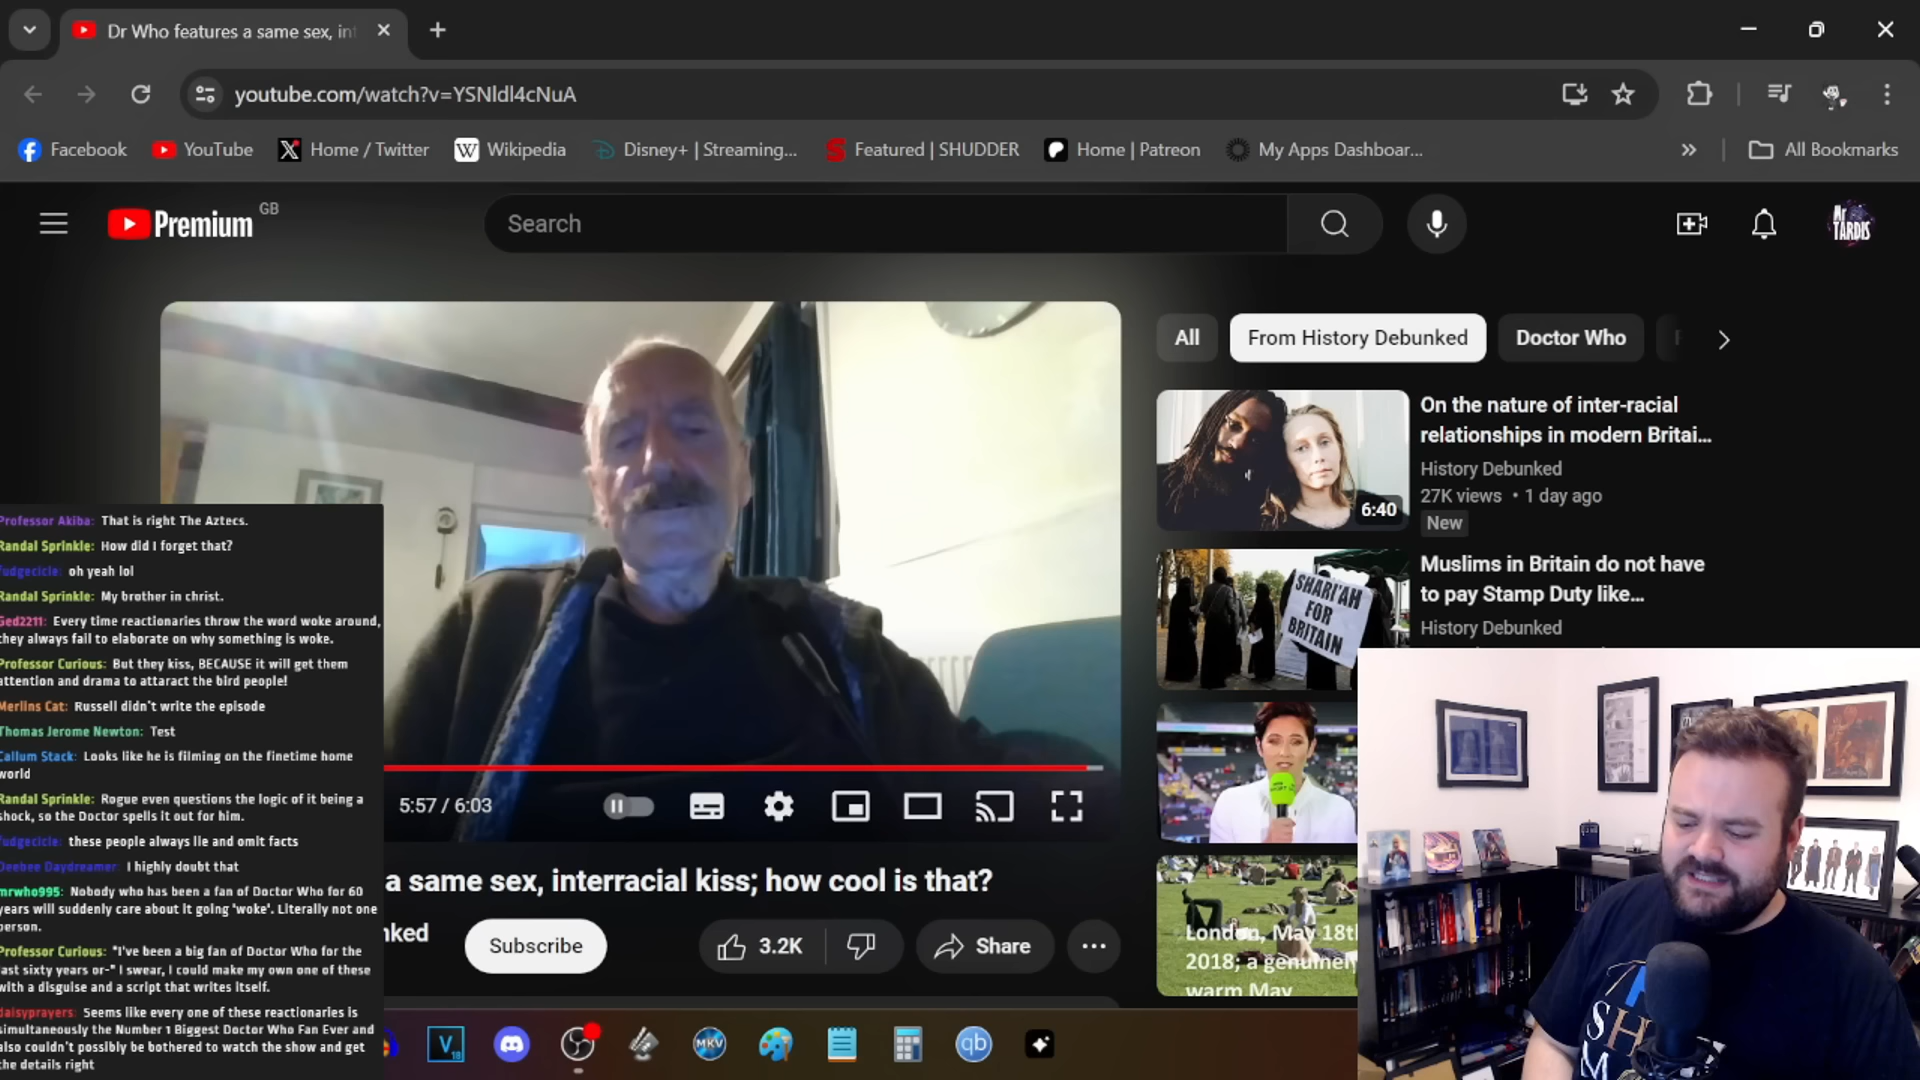 Dr Who features a same sex, int
youtube.com/watch?v=YSNldl4cNuA
Facebook
YouTube
Home / Twitter
Wikipedia
Disney+ | Streaming...
Featured | SHUDDER
Home | Patreon
My Apps Dashboar...
All Bookmarks
Premium
GB
Search
Mr
TARDIS
All
From History Debunked
Doctor Who
On the nature of inter-racial
relationships in modern Britai...
History Debunked
27K views • 1 day ago
New
6:40
Muslims in Britain do not have
to pay Stamp Duty like...
History Debunked
SHARI'AH
FOR
BRITAIN
London, May 18th
2018; a genuinely
warm May
Professor Akiba: That is right The Aztecs.
Randal Sprinkle: How did I forget that?
fudgecicle: oh yeah lol
Randal Sprinkle: My brother in christ.
Ged2211: Every time reactionaries throw the word woke around,
they always fail to elaborate on why something is woke.
Professor Curious: But they kiss, BECAUSE it will get them
attention and drama to attaract the bird people!
Merlins Cat: Russell didn't write the episode
Thomas Jerome Newton: Test
Callum Stack: Looks like he is filming on the finetime home
world
Randal Sprinkle: Rogue even questions the logic of it being a
shock, so the Doctor spells it out for him.
fudgecicle: these people always lie and omit facts
Deebee Daydreamer: I highly doubt that
mrwho995: Nobody who has been a fan of Doctor Who for 60
years will suddenly care about it going 'woke'. Literally not one
person.
Professor Curious: "I've been a big fan of Doctor Who for the
last sixty years or-" I swear, I could make my own one of these
with a disguise and a script that writes itself.
daisyprayers: Seems like every one of these reactionaries is
simultaneously the Number 1 Biggest Doctor Who Fan Ever and
also couldn't possibly be bothered to watch the show and get
the details right
5:57 / 6:03
a same sex, interracial kiss; how cool is that?
nked
Subscribe
3.2K
Share
V
18
MKV
qb
SH
M